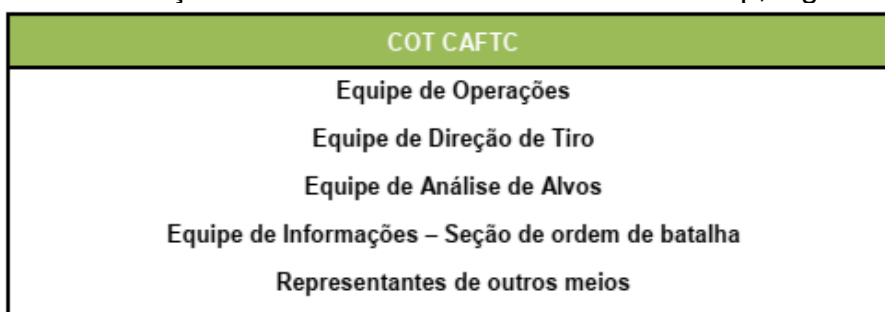 COT CAFTC
Equipe de Operações
Equipe de Direção de Tiro
Equipe de Análise de Alvos
Equipe de Informações – Seção de ordem de batalha
Representantes de outros meios